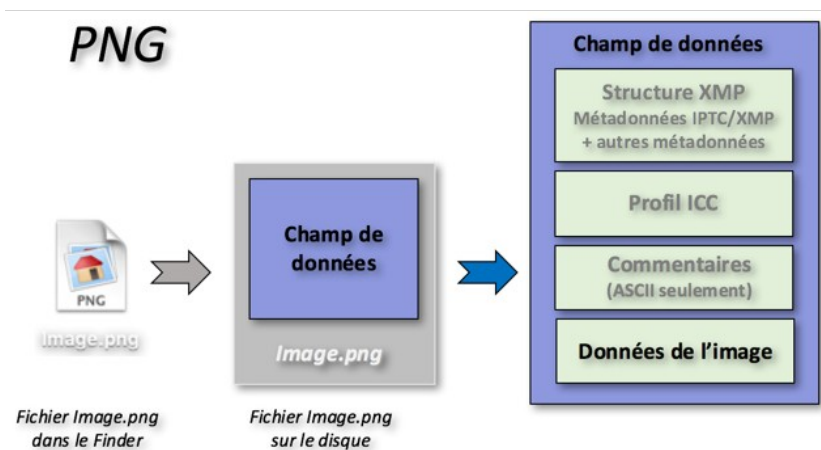 PNG
PNG
Image.png
Fichier Image.png
dans le Finder
Champ de
données
Image.png
Fichier Image.png
sur le disque
Champ de données
Structure XMP
Métadonnées IPTC/XMP
+ autres métadonnées
Profil ICC
Commentaires
(ASCII seulement)
Données de l’image